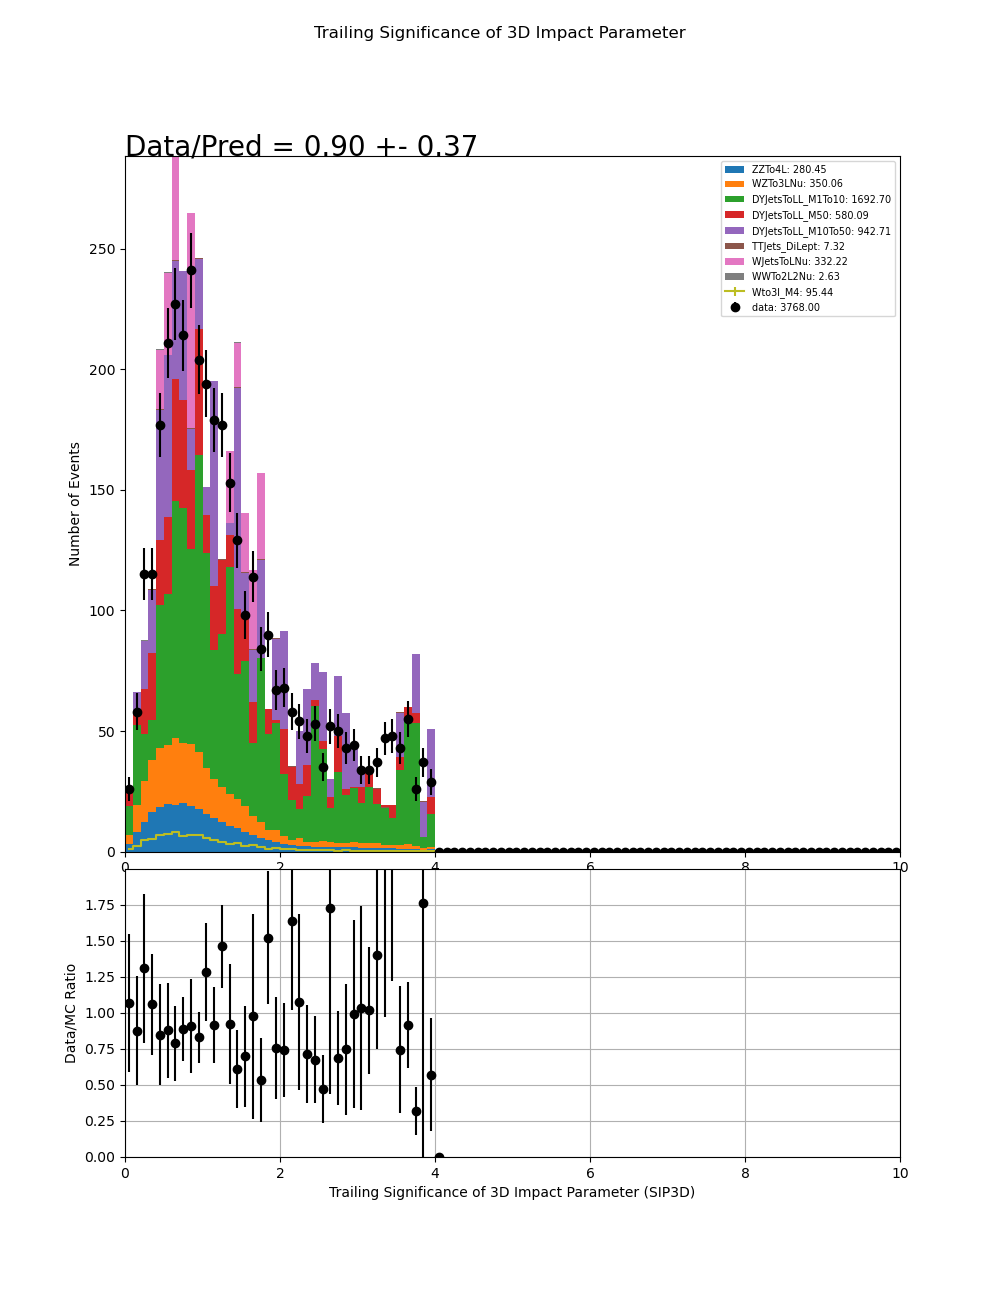 Trailing Significance of 3D Impact Parameter
Data/Pred = 0.90 +- 0.37
ZZTo4L: 280.45
WZTo3LNu: 350.06
DYJetsToLL_M1To10: 1692.70
DYJetsToLL_M50: 580.09
DYJetsToLL_M10To50: 942.71
TTJets_DiLept: 7.32
WJetsToLNu: 332.22
WWTo2L2Nu: 2.63
Wto3l_M4: 95.44
data: 3768.00
Number of Events
250
200
150
100
50
0
0 2 4 6 8 10
Data/MC Ratio
1.75
1.50
1.25
1.00
0.75
0.50
0.25
0.00
0 2 4 6 8 10
Trailing Significance of 3D Impact Parameter (SIP3D)